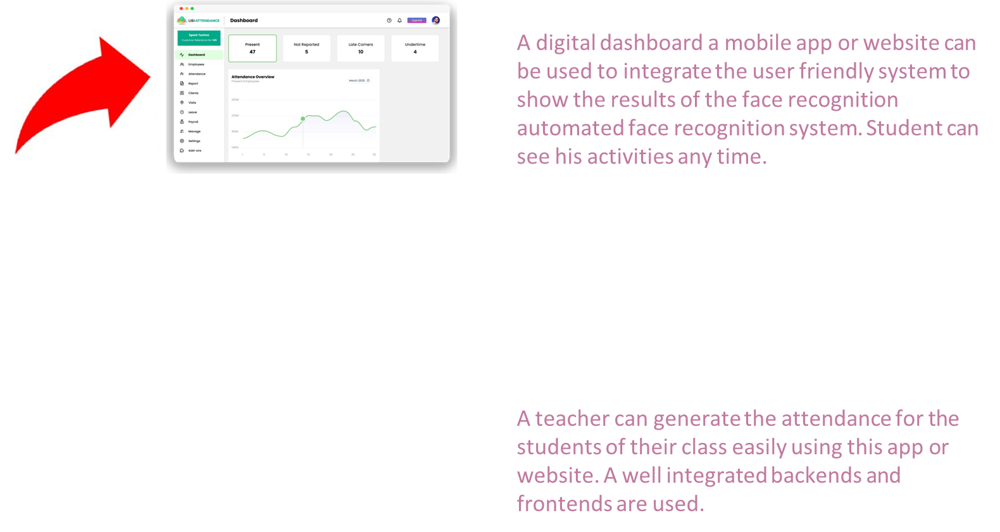 UBIATTENDANCE
Dashboard
Upgrade
Spark Techno
Customer Reference No: 149
Dashboard
Employees
Attendance
Report
Clients
Visits
Leave
Payroll
Manage
Settings
Add-ons
Present
47
Not Reported
5
Late Comers
10
Undertime
4
Attendance Overview
Present Employees
March 2020
A digital dashboard a mobile app or website can
be used to integrate the user friendly system to
show the results of the face recognition
automated face recognition system. Student can
see his activities any time.
A teacher can generate the attendance for the
students of their class easily using this app or
website. A well integrated backends and
frontends are used.